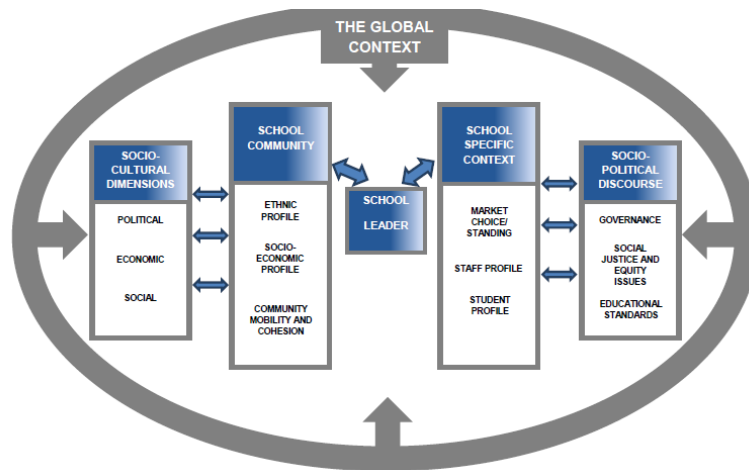 THE GLOBAL
CONTEXT
SOCIO-
CULTURAL
DIMENSIONS
POLITICAL
ECONOMIC
SOCIAL
SCHOOL
COMMUNITY
ETHNIC
PROFILE
SOCIO-
ECONOMIC
PROFILE
COMMUNITY
MOBILITY AND
COHESION
SCHOOL
LEADER
SCHOOL
SPECIFIC
CONTEXT
MARKET
CHOICE/
STANDING
STAFF PROFILE
STUDENT
PROFILE
SOCIO-
POLITICAL
DISCOURSE
GOVERNANCE
SOCIAL
JUSTICE AND
EQUITY
ISSUES
EDUCATIONAL
STANDARDS